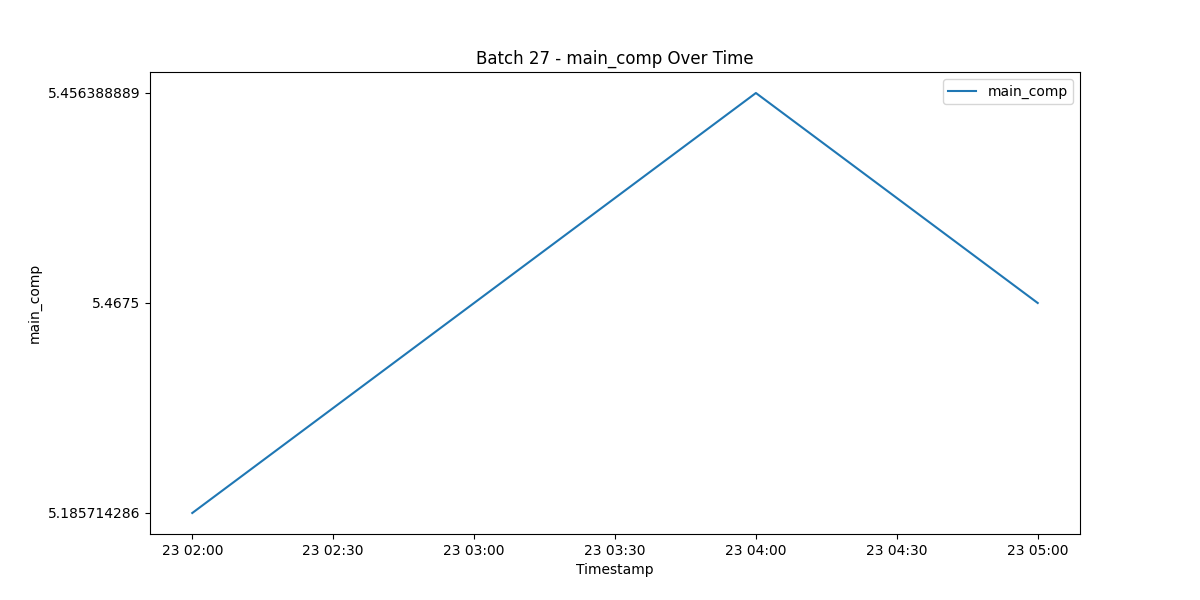 Batch 27 - main_comp Over Time
main_comp
5.456388889
5.4675
5.185714286
main_comp
23 02:00
23 02:30
23 03:00
23 03:30
23 04:00
23 04:30
23 05:00
Timestamp